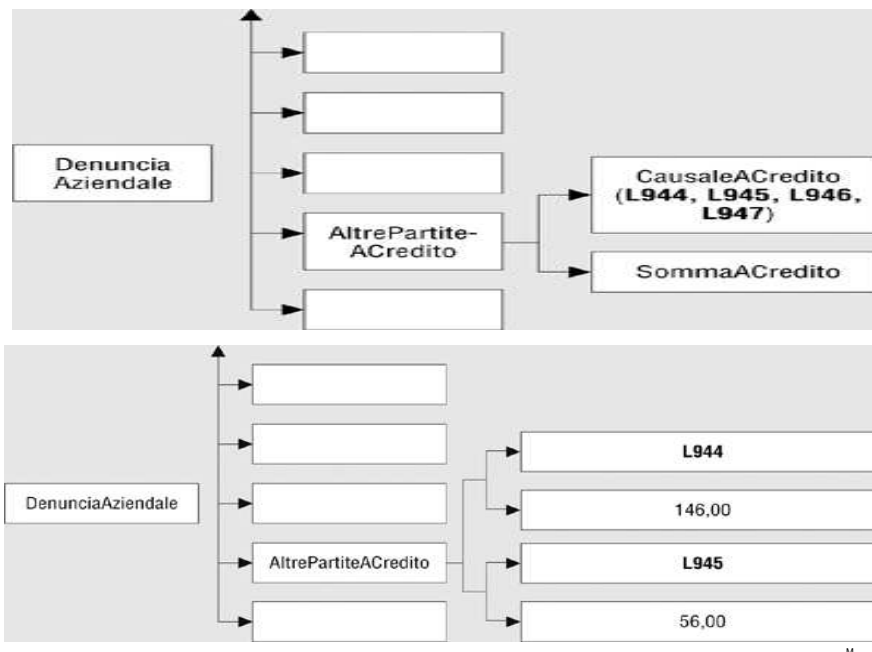 Denuncia
Aziendale
AltrePartite-
ACredito
CausaleACredito
(L944, L945, L946,
L947)
SommaACredito
DenunciaAziendale
AltrePartiteACredito
L944
146,00
L945
56,00